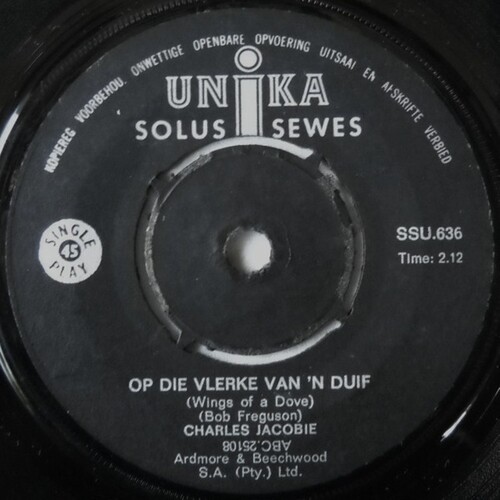 KOPIEREG VOORBEHOU. ONWETTIGE OPENBARE OPVOERING UITSAAI EN AFSKRIFTE VERBIED
UNiKA
SOLUS SEWES
SINGLE
45
PLAY
SSU.636
Time: 2.12
OP DIE VLERKE VAN 'N DUIF
(Wings of a Dove)
(Bob Freguson)
CHARLES JACOBIE
ABC.25108
Ardmore & Beechwood
S.A. (Pty.) Ltd.